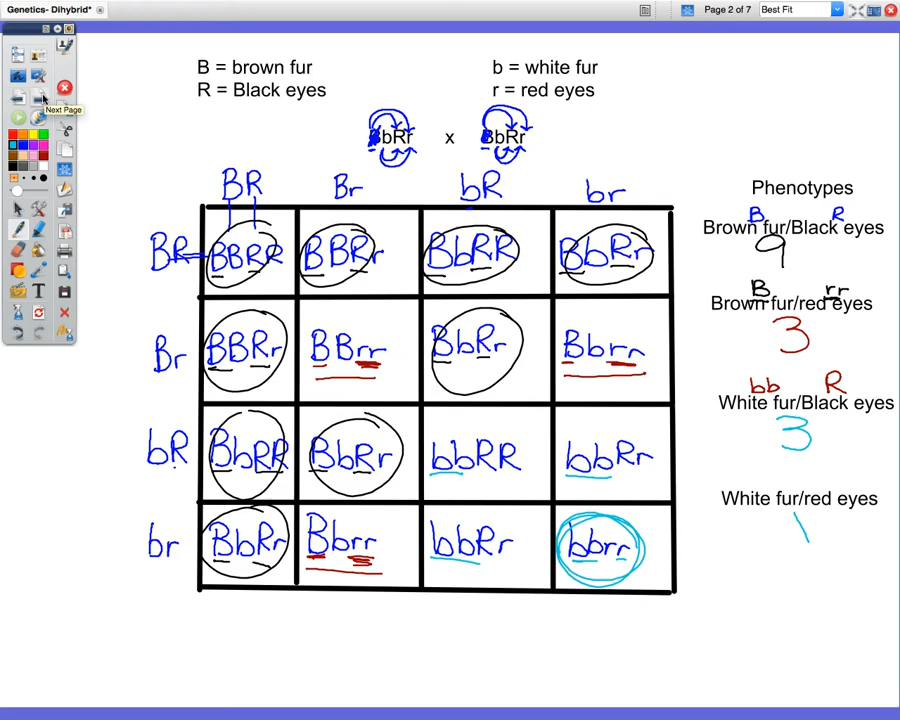 Genetics- Dihybrid*
Page 2 of 7
Best Fit
Next Page
B = brown fur
b = white fur
R = Black eyes
r = red eyes
BbRr x BbRr
BR Br bR br
BR BBRR BBRr BbRR BbRr
Br BBRr BBrr BbRr Bbrr
bR BbRR BbRr bbRR bbRr
br BbRr Bbrr bbRr bbrr
Phenotypes
B R
Brown fur/Black eyes
9
B rr
Brown fur/red eyes
3
bb R
White fur/Black eyes
3
White fur/red eyes
1